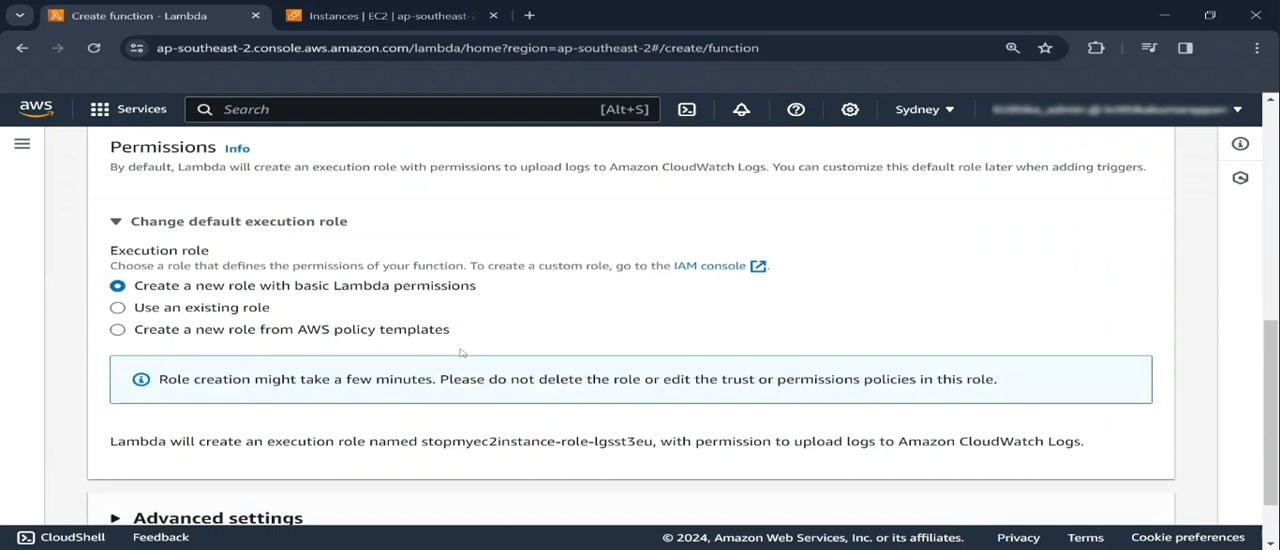 Create function - Lambda
Instances | EC2 | ap-southeast-2
ap-southeast-2.console.aws.amazon.com/lambda/home?region=ap-southeast-2#/create/function
aws
Services
Search
[Alt+S]
Sydney
Permissions Info
By default, Lambda will create an execution role with permissions to upload logs to Amazon CloudWatch Logs. You can customize this default role later when adding triggers.
Change default execution role
Execution role
Choose a role that defines the permissions of your function. To create a custom role, go to the IAM console.
Create a new role with basic Lambda permissions
Use an existing role
Create a new role from AWS policy templates
Role creation might take a few minutes. Please do not delete the role or edit the trust or permissions policies in this role.
Lambda will create an execution role named stopmyec2instance-role-lgsst3eu, with permission to upload logs to Amazon CloudWatch Logs.
Advanced settings
CloudShell
Feedback
© 2024, Amazon Web Services, Inc. or its affiliates.
Privacy
Terms
Cookie preferences